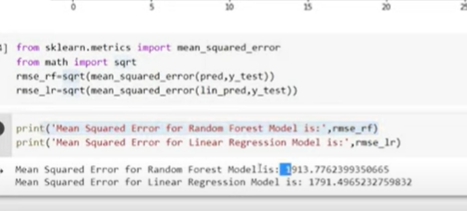 0 5 10 15 20 25
from sklearn.metrics import mean_squared_error
from math import sqrt
rmse_rf=sqrt(mean_squared_error(pred,y_test))
rmse_lr=sqrt(mean_squared_error(lin_pred,y_test))
print('Mean Squared Error for Random Forest Model is:',rmse_rf)
print('Mean Squared Error for Linear Regression Model is:',rmse_lr)
Mean Squared Error for Random Forest Model is: 1913.7762399350665
Mean Squared Error for Linear Regression Model is: 1791.4965232759832